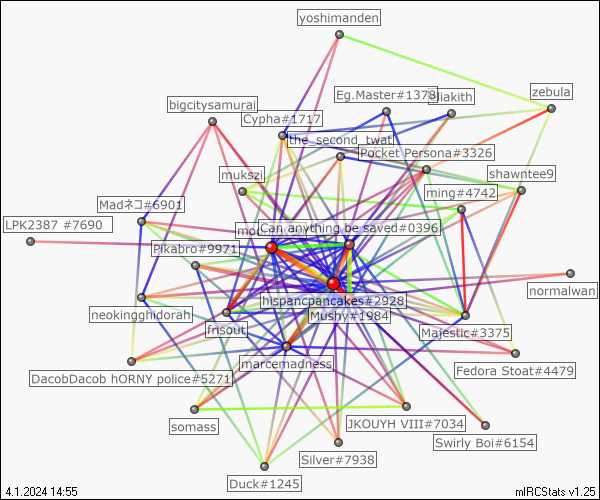 yoshimanden
Eg.Master#1378
diakith
zebula
bigcitysamurai
Cypha#1717
the_second_twat
Pocket Persona#3326
mukszi
shawntee9
ming#4742
Madネコ#6901
LPK2387 #7690
Can anything be saved#0396
Pikabro#9971
normalwan
hispancpancakes#2928
neokingghidorah
Mushy#1984
frisout
Majestic#3375
marcemadness
Fedora Stoat#4479
DacobDacob hORNY police#5271
somass
JKOUYH VIII#7034
Swirly Boi#6154
Silver#7938
Duck#1245
4.1.2024 14:55
mIRCStats v1.25